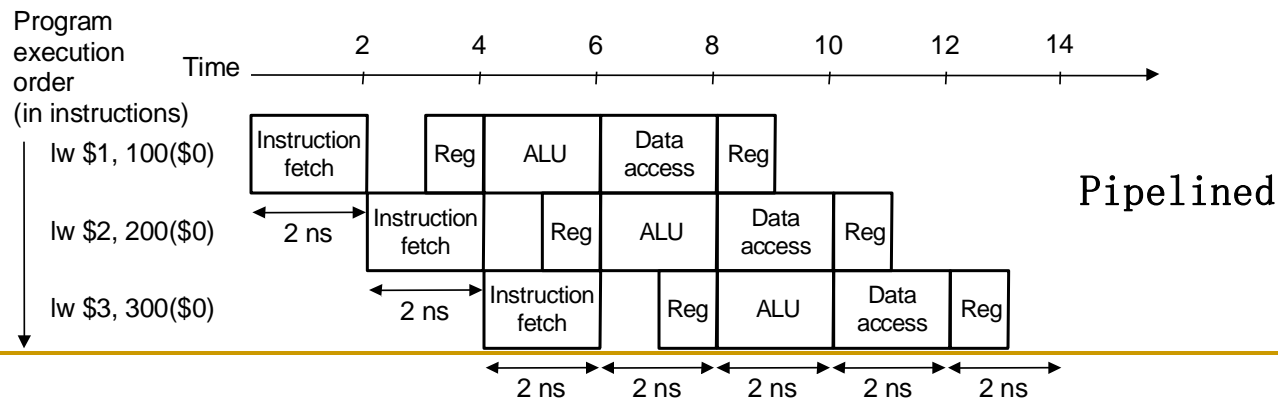 Program
execution
order
(in instructions)
Time
2 4 6 8 10 12 14
lw $1, 100($0)
Instruction
fetch
Reg
ALU
Data
access
Reg
Pipelined
2 ns
lw $2, 200($0)
Instruction
fetch
Reg
ALU
Data
access
Reg
2 ns
lw $3, 300($0)
Instruction
fetch
Reg
ALU
Data
access
Reg
2 ns 2 ns 2 ns 2 ns 2 ns